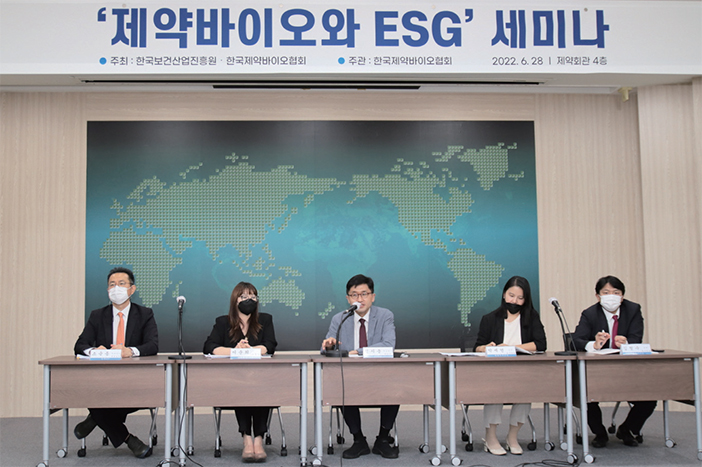 ‘제약바이오와 ESG’ 세미나
● 주최 : 한국보건산업진흥원 · 한국제약바이오협회 ● 주관 : 한국제약바이오협회 2022. 6. 28 | 제약회관 4층